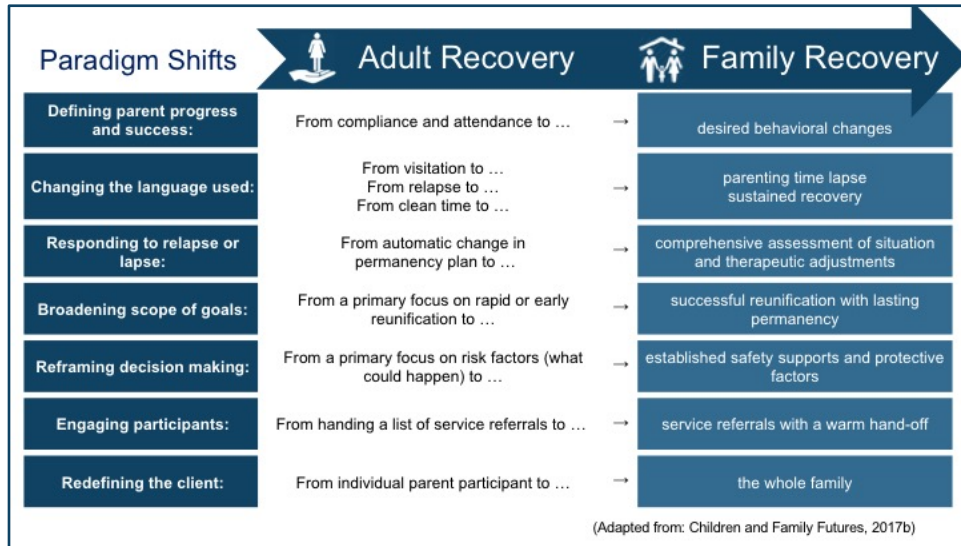 Paradigm Shifts
Adult Recovery
Family Recovery
Defining parent progress
and success:
From compliance and attendance to ...
→
desired behavioral changes
Changing the language used:
From visitation to ...
From relapse to ...
From clean time to ...
→
parenting time lapse
sustained recovery
Responding to relapse or
lapse:
From automatic change in
permanency plan to ...
→
comprehensive assessment of situation
and therapeutic adjustments
Broadening scope of goals:
From a primary focus on rapid or early
reunification to ...
→
successful reunification with lasting
permanency
Reframing decision making:
From a primary focus on risk factors (what
could happen) to ...
→
established safety supports and protective
factors
Engaging participants:
From handing a list of service referrals to ...
→
service referrals with a warm hand-off
Redefining the client:
From individual parent participant to ...
→
the whole family
(Adapted from: Children and Family Futures, 2017b)